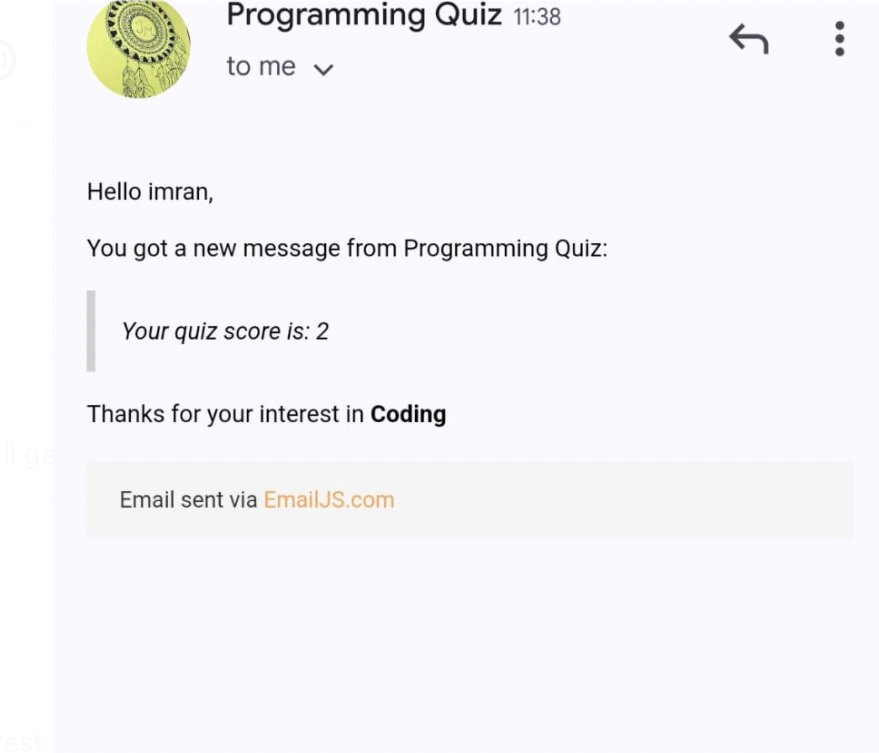 Programming Quiz 11:38
to me
Hello imran,
You got a new message from Programming Quiz:
Your quiz score is: 2
Thanks for your interest in Coding
Email sent via EmailJS.com